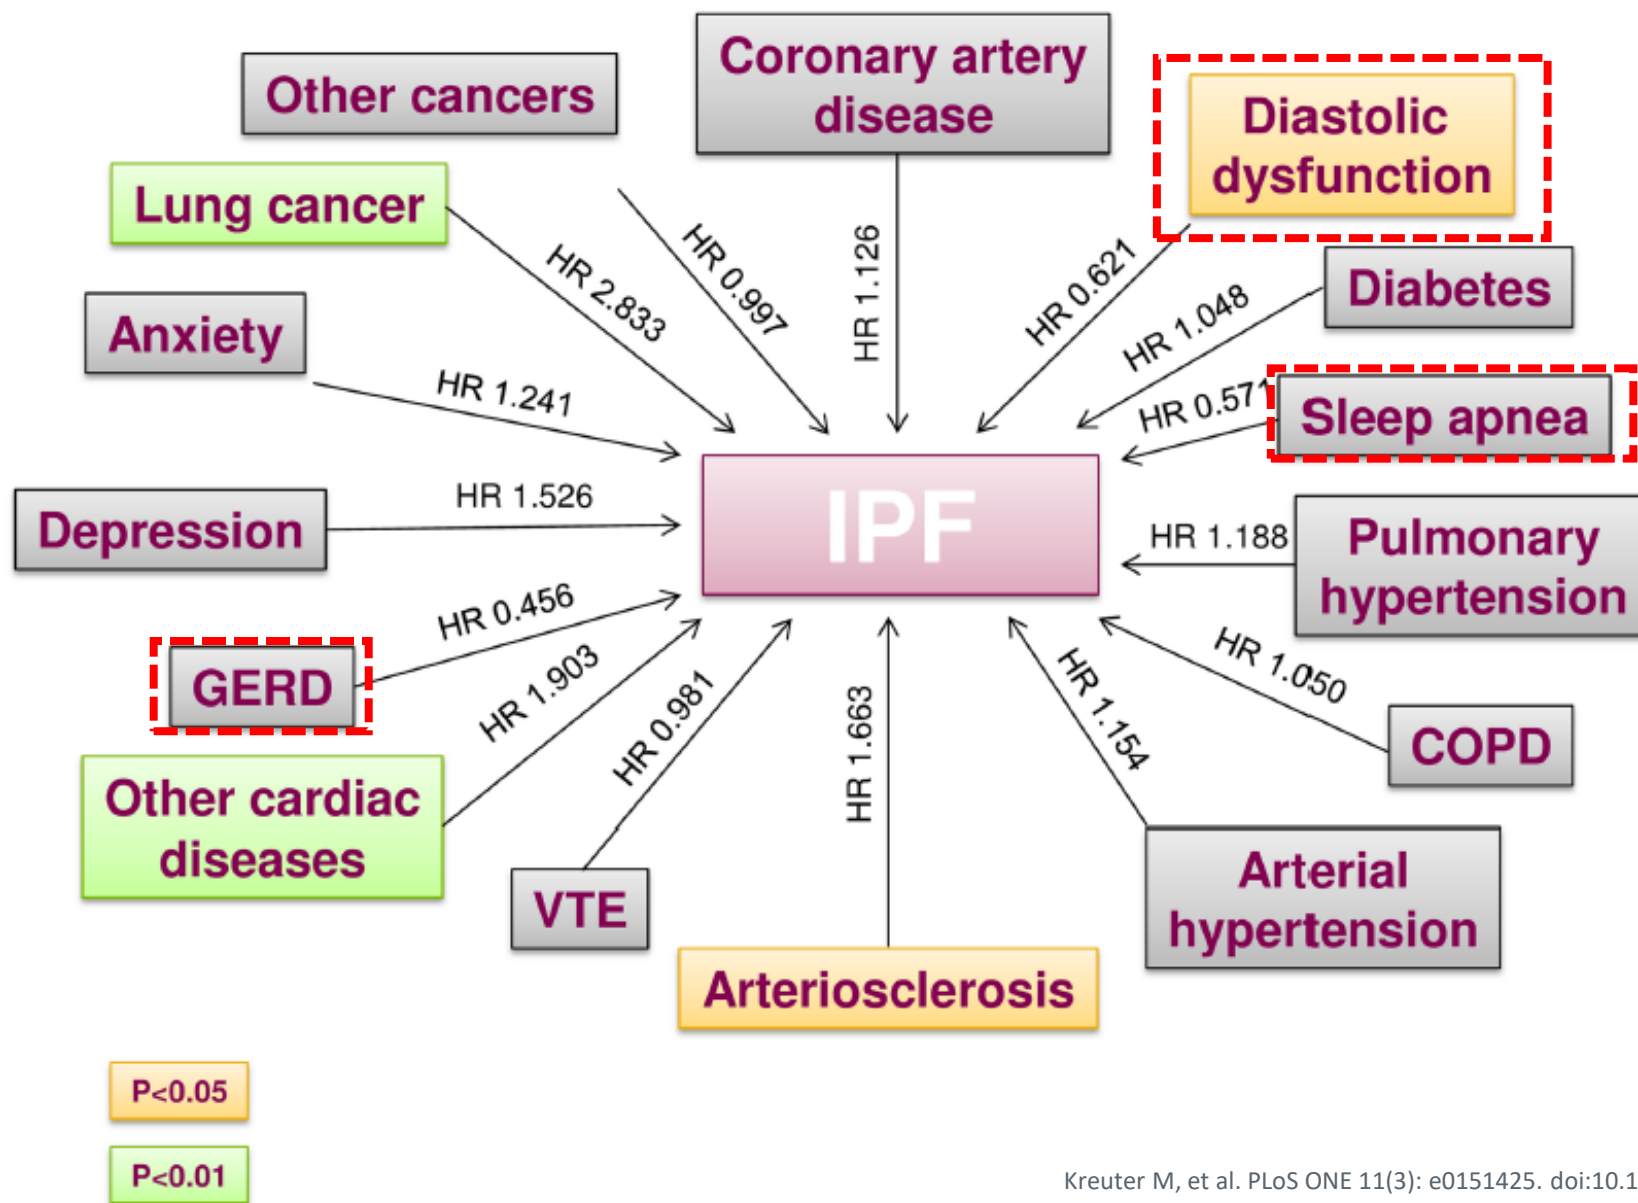 Coronary artery
disease
Other cancers
Diastolic
dysfunction
Lung cancer
HR 2.833
HR 0.997
HR 1.126
HR 0.621
HR 1.048
Diabetes
Anxiety
HR 1.241
HR 0.571
Sleep apnea
Depression
HR 1.526
IPF
HR 1.188
Pulmonary
hypertension
HR 0.456
GERD
HR 1.903
HR 0.981
HR 1.663
HR 1.154
HR 1.050
COPD
Other cardiac
diseases
VTE
Arteriosclerosis
Arterial
hypertension
P<0.05
P<0.01
Kreuter M, et al. PLoS ONE 11(3): e0151425. doi:10.1